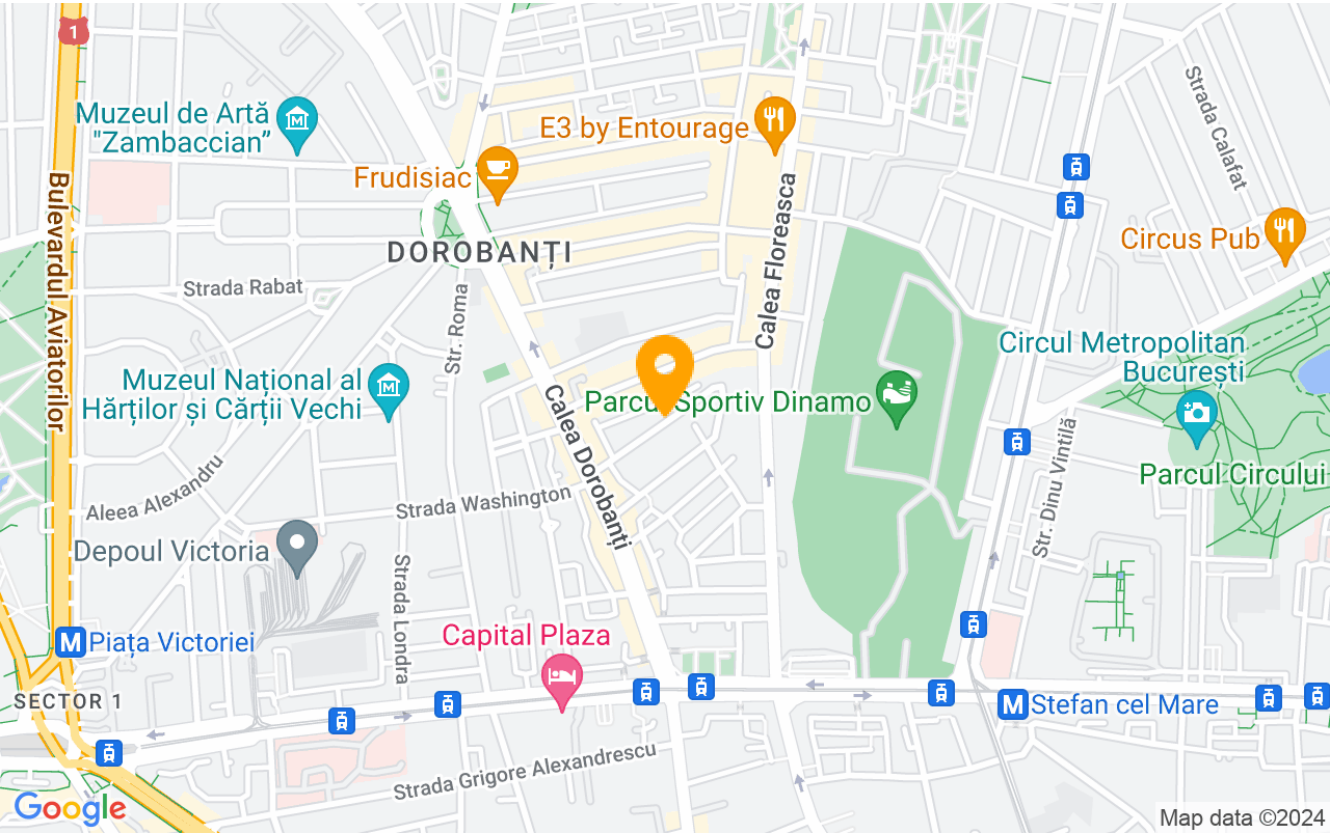 1
Muzeul de Artă
"Zambaccian"
E3 by Entourage
Frudisiac
Strada Calafat
Bulevardul Aviatorilor
DOROBANȚI
Calea Floreasca
Circus Pub
Strada Rabat
Str. Roma
Circul Metropolitan
București
Muzeul Național al
Hărților și Cărții Vechi
Parcul Sportiv Dinamo
Calea Dorobanți
Parcul Circului
Aleea Alexandru
Strada Washington
Str. Dinu Vintilă
Depoul Victoria
Strada Londra
M Piața Victoriei
Capital Plaza
SECTOR 1
M Stefan cel Mare
Strada Grigore Alexandrescu
Google
Map data ©2024